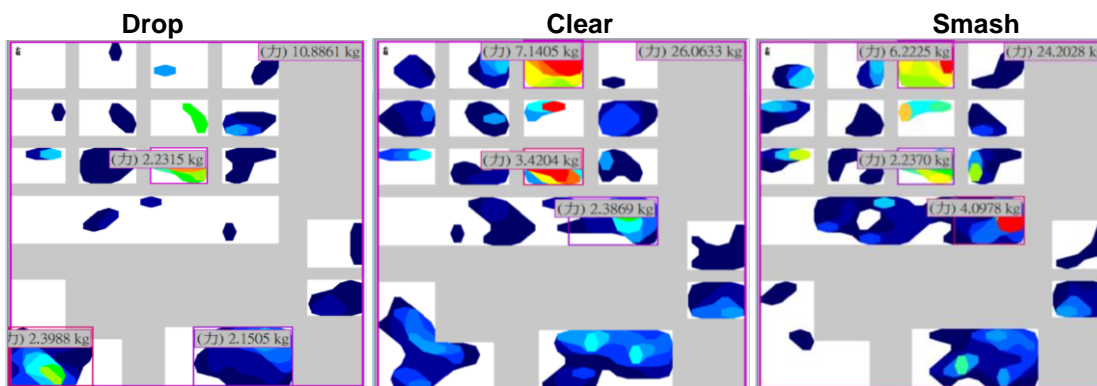 Drop
Clear
Smash
(力) 10.8861 kg
(力) 2.2315 kg
力) 2.3988 kg
(力) 2.1505 kg
(力) 7.1405 kg
(力) 26.0633 kg
(力) 3.4204 kg
(力) 2.3869 kg
(力) 6.2225 kg
(力) 24.2028 kg
(力) 2.2370 kg
(力) 4.0978 kg